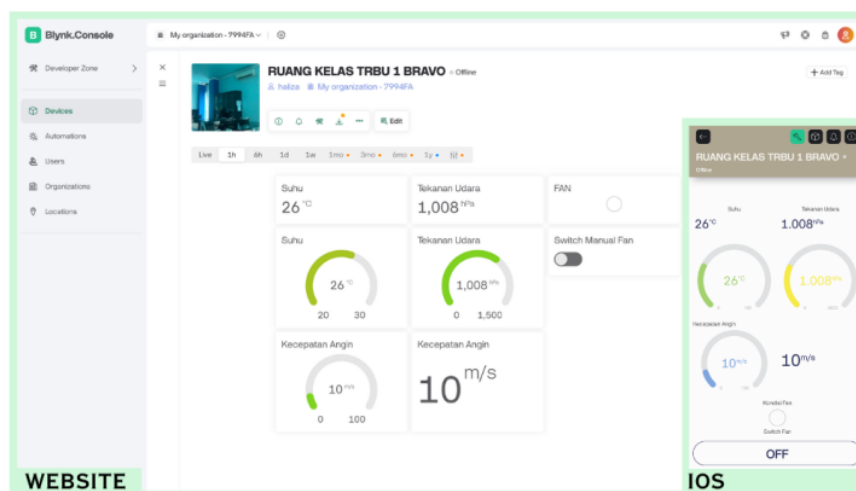 Blynk.Console
My organization - 7994FA
Developer Zone
Devices
Automations
Users
Organizations
Locations
RUANG KELAS TRBU 1 BRAVO Offline
haliza My organization - 7994FA
Edit
+ Add Tag
Live 1h 6h 1d 1w 1mo 3mo 6mo 1y
Suhu
26 °C
Tekanan Udara
1,008 hPa
FAN
Suhu
26 °C
20 30
Tekanan Udara
1,008 hPa
0 1,500
Switch Manual Fan
Kecepatan Angin
10 m/s
0 100
Kecepatan Angin
10 m/s
WEBSITE
RUANG KELAS TRBU 1 BRAVO
Offline
Suhu
26°C
Tekanan Udara
1.008hPa
26°C
0 100
1.008hPa
Kecepatan Angin
10m/s
10m/s
Switch Fan
OFF
IOS